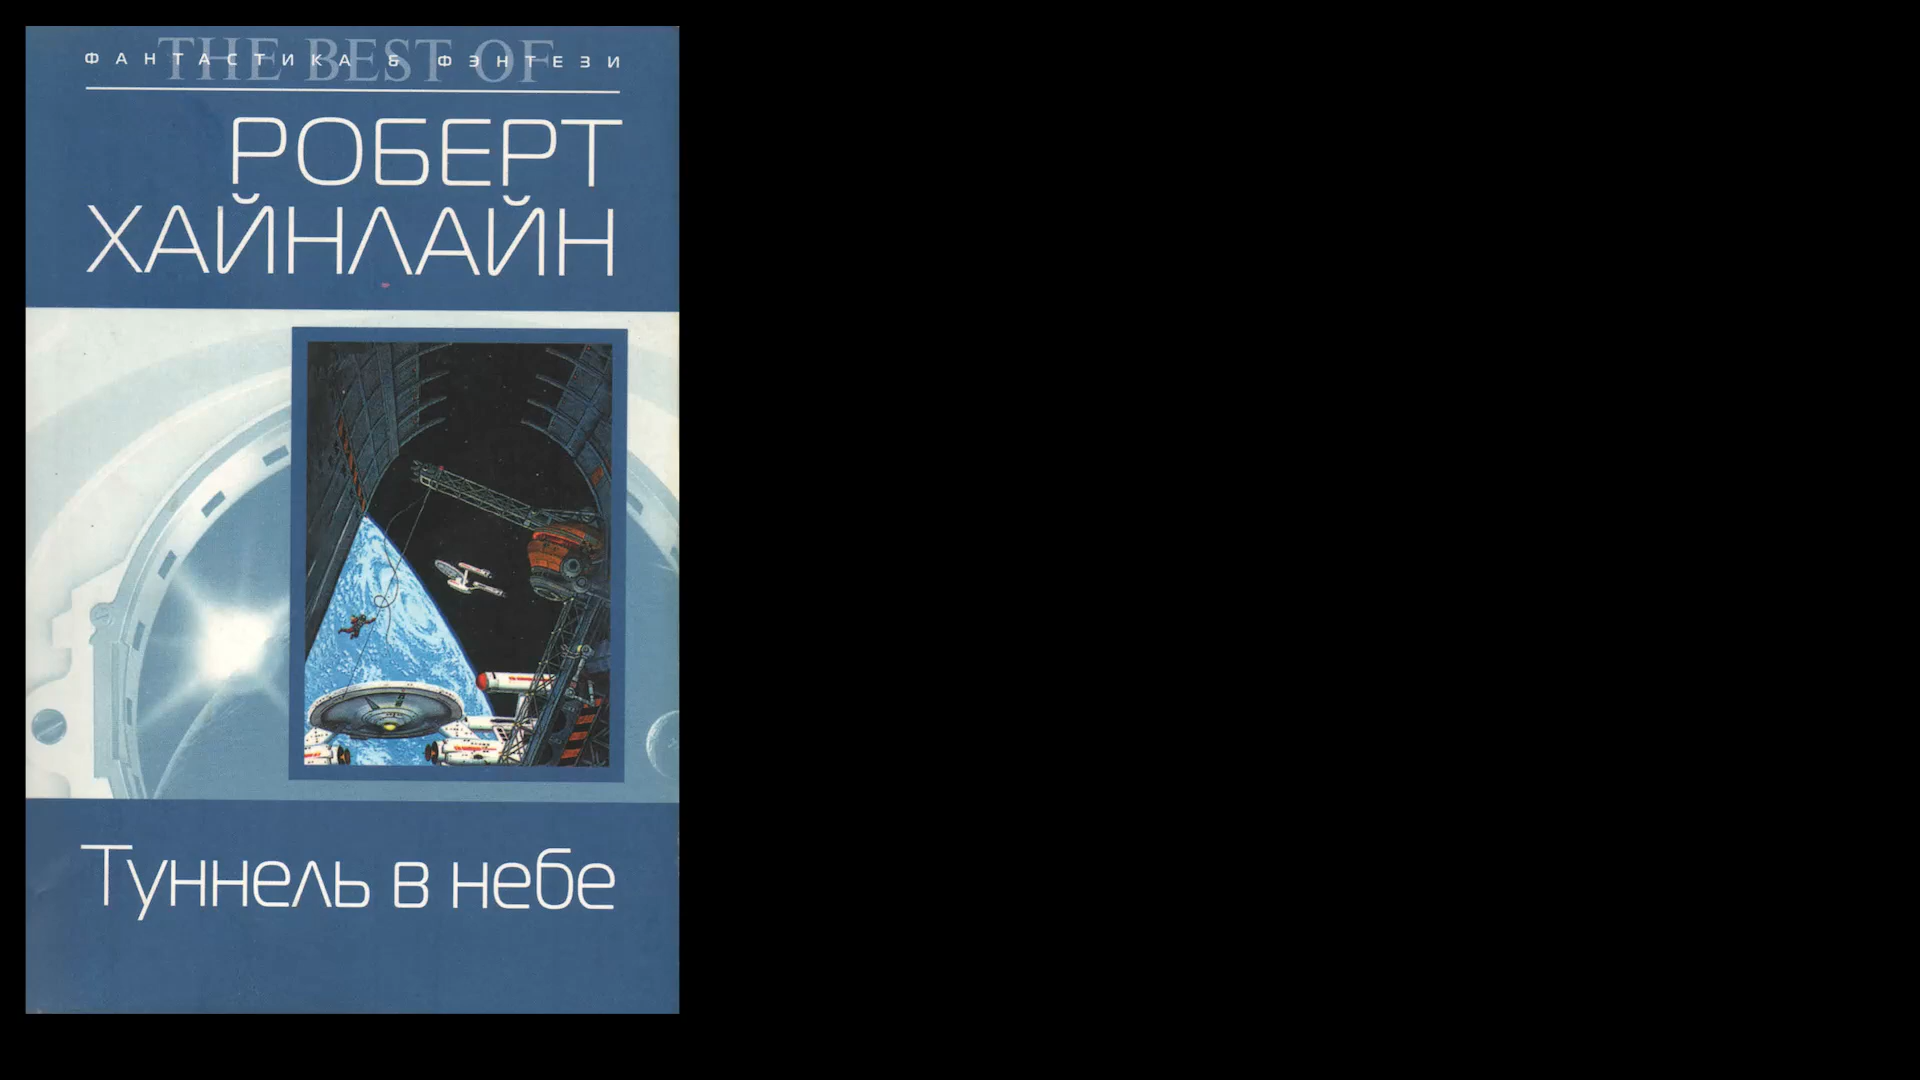 THE BEST OF
ФАНТАСТИКА & ФЭНТЕЗИ
РОБЕРТ
ХАЙНЛАЙН
Туннель в небе